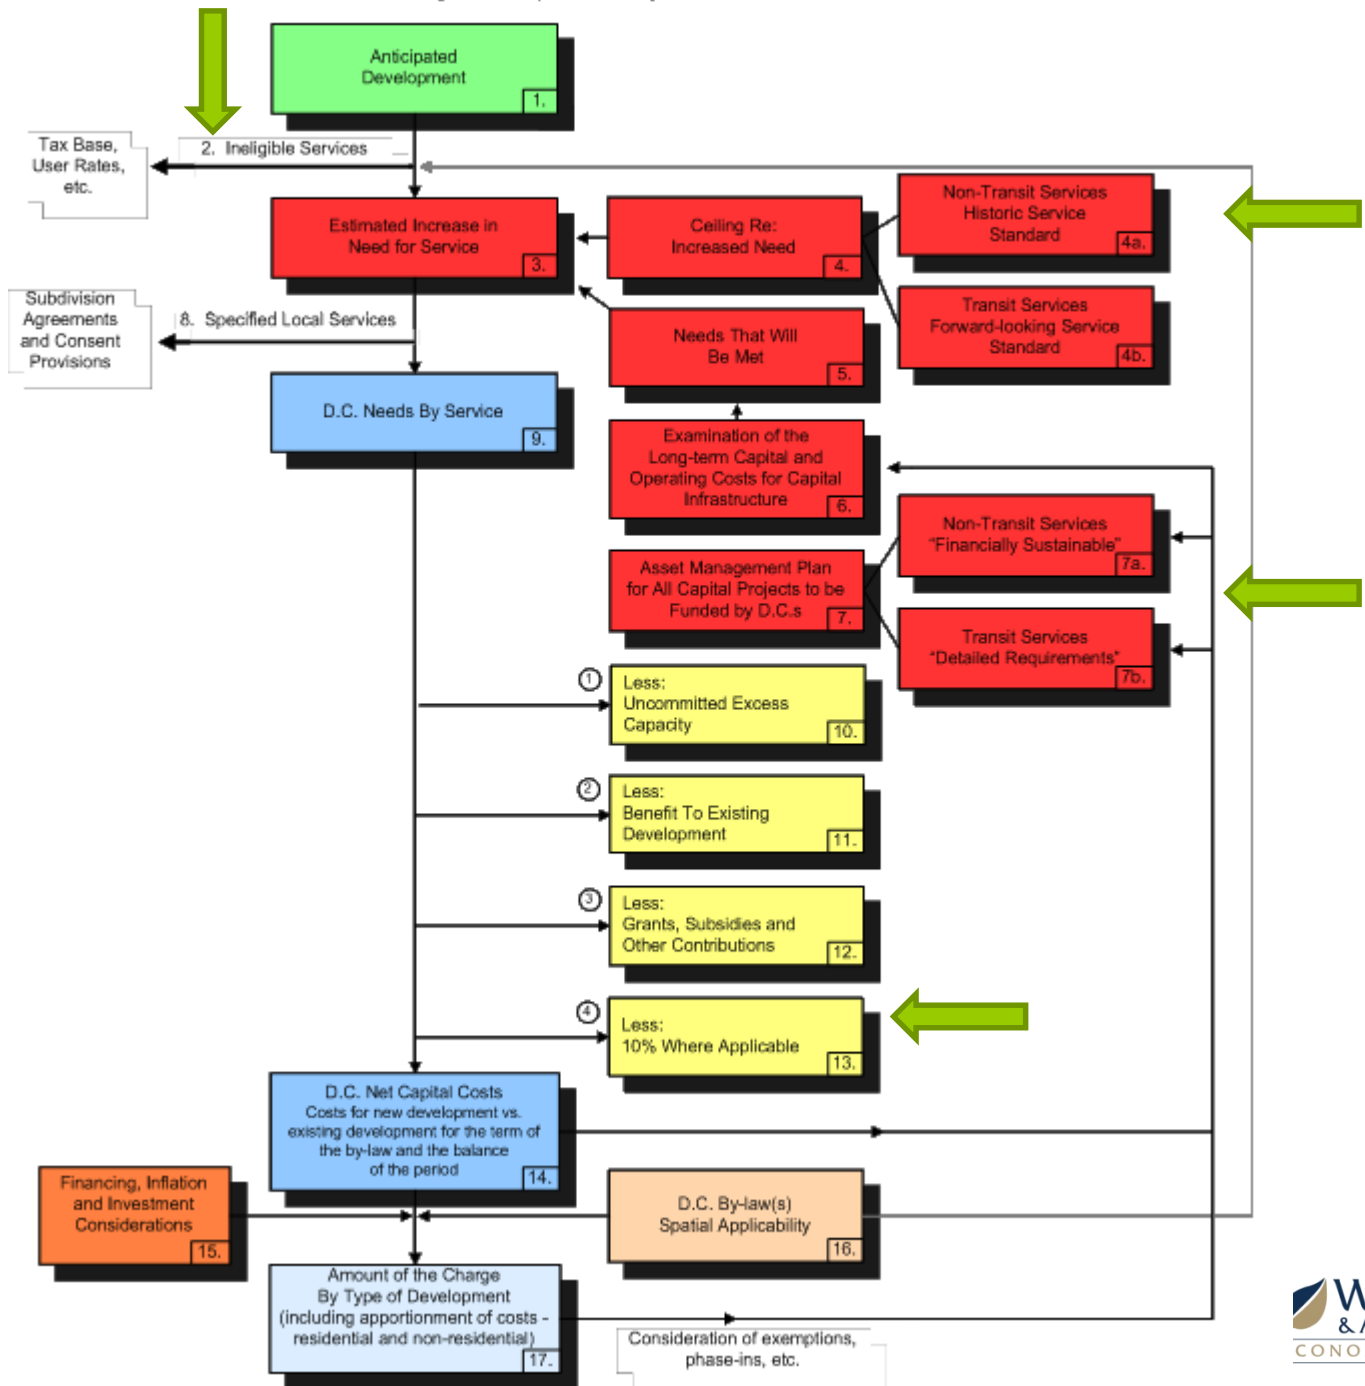 Anticipated
Development
1.
2. Ineligible Services
Tax Base,
User Rates,
etc.
Estimated Increase in
Need for Service
3.
Ceiling Re:
Increased Need
4.
Non-Transit Services
Historic Service
Standard
4a.
Transit Services
Forward-looking Service
Standard
4b.
Subdivision
Agreements
and Consent
Provisions
8. Specified Local Services
Needs That Will
Be Met
5.
D.C. Needs By Service
9.
Examination of the
Long-term Capital and
Operating Costs for Capital
Infrastructure
6.
Non-Transit Services
"Financially Sustainable"
7a.
Asset Management Plan
for All Capital Projects to be
Funded by D.C.s
7.
Transit Services
"Detailed Requirements"
7b.
1
Less:
Uncommitted Excess
Capacity
10.
2
Less:
Benefit To Existing
Development
11.
3
Less:
Grants, Subsidies and
Other Contributions
12.
4
Less:
10% Where Applicable
13.
D.C. Net Capital Costs
Costs for new development vs.
existing development for the term of
the by-law and the balance
of the period
14.
Financing, Inflation
and Investment
Considerations
15.
D.C. By-law(s)
Spatial Applicability
16.
Amount of the Charge
By Type of Development
(including apportionment of costs -
residential and non-residential)
17.
Consideration of exemptions,
phase-ins, etc.
W
& A
CONO